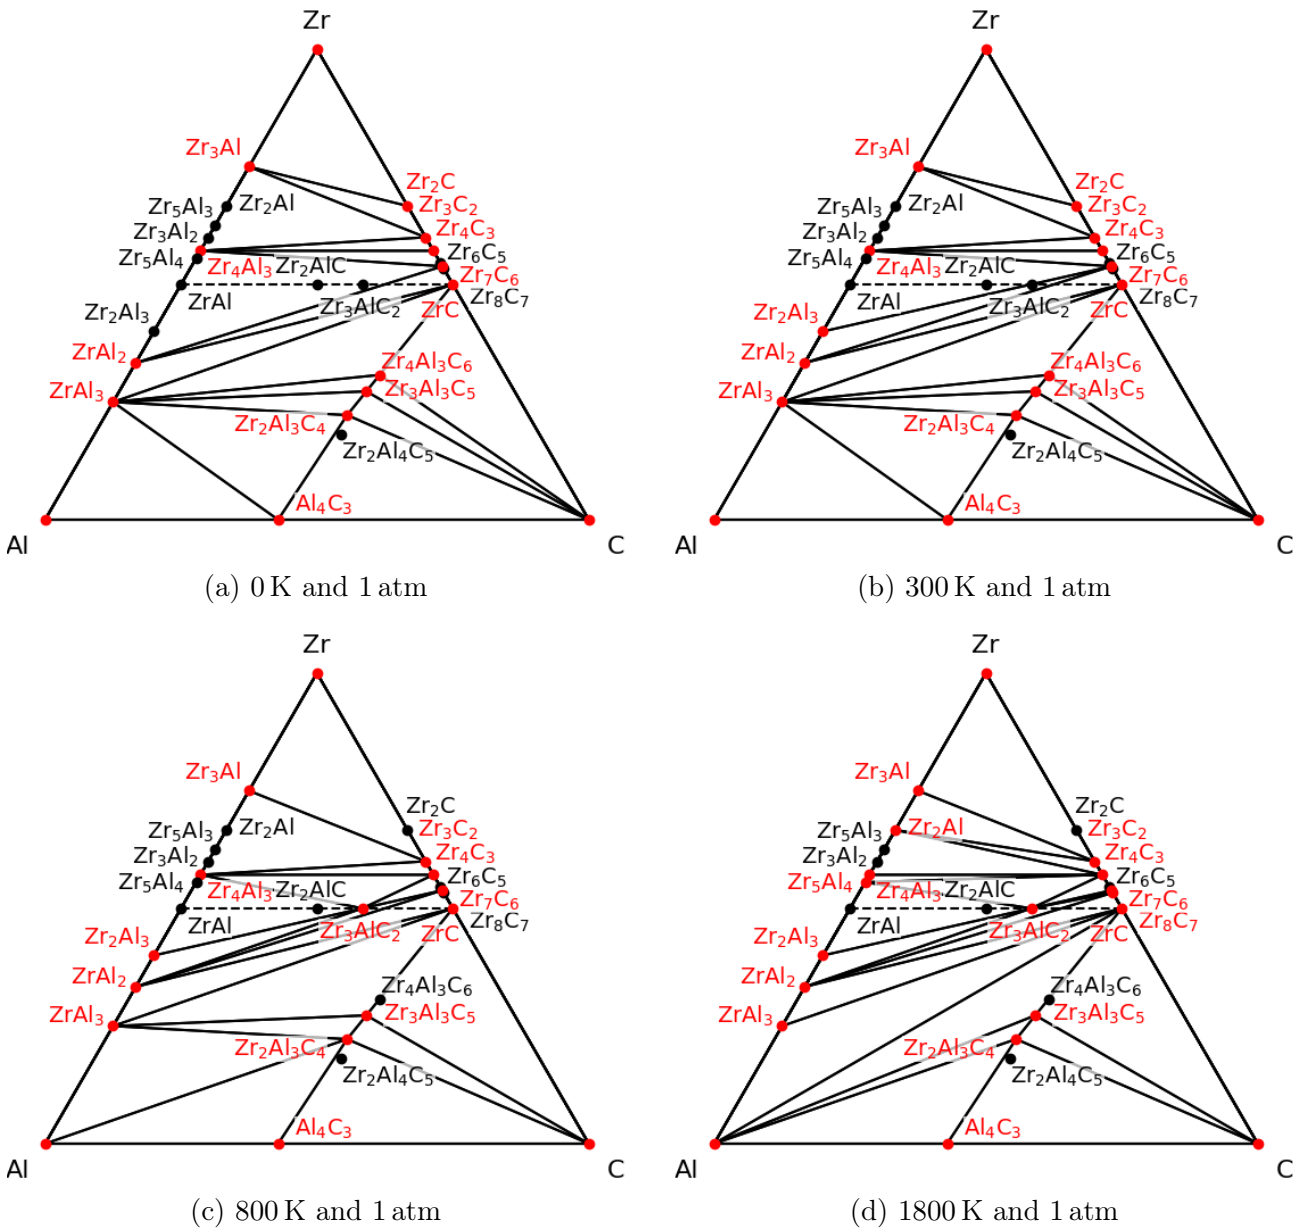 Zr
Zr₃Al
Zr₂C
Zr₅Al₃
Zr₂Al
Zr₃C₂
Zr₃Al₂
Zr₄C₃
Zr₅Al₄
Zr₄Al₃
Zr₂AlC
Zr₆C₅
Zr₇C₆
ZrAl
Zr₃AlC₂
ZrC
Zr₈C₇
Zr₂Al₃
ZrAl₂
Zr₄Al₃C₆
ZrAl₃
Zr₃Al₃C₅
Zr₂Al₃C₄
Zr₂Al₄C₅
Al₄C₃
Al
C
(a) 0 K and 1 atm
Zr
Zr₃Al
Zr₂C
Zr₅Al₃
Zr₂Al
Zr₃C₂
Zr₃Al₂
Zr₄C₃
Zr₅Al₄
Zr₄Al₃
Zr₂AlC
Zr₆C₅
Zr₇C₆
ZrAl
Zr₃AlC₂
ZrC
Zr₈C₇
Zr₂Al₃
ZrAl₂
Zr₄Al₃C₆
ZrAl₃
Zr₃Al₃C₅
Zr₂Al₃C₄
Zr₂Al₄C₅
Al₄C₃
Al
C
(b) 300 K and 1 atm
Zr
Zr₃Al
Zr₂C
Zr₅Al₃
Zr₂Al
Zr₃C₂
Zr₃Al₂
Zr₄C₃
Zr₅Al₄
Zr₄Al₃
Zr₂AlC
Zr₆C₅
Zr₇C₆
ZrAl
Zr₃AlC₂
ZrC
Zr₈C₇
Zr₂Al₃
ZrAl₂
Zr₄Al₃C₆
ZrAl₃
Zr₃Al₃C₅
Zr₂Al₃C₄
Zr₂Al₄C₅
Al₄C₃
Al
C
(c) 800 K and 1 atm
Zr
Zr₃Al
Zr₂C
Zr₅Al₃
Zr₂Al
Zr₃C₂
Zr₃Al₂
Zr₄C₃
Zr₅Al₄
Zr₄Al₃
Zr₂AlC
Zr₆C₅
Zr₇C₆
ZrAl
Zr₃AlC₂
ZrC
Zr₈C₇
Zr₂Al₃
ZrAl₂
Zr₄Al₃C₆
ZrAl₃
Zr₃Al₃C₅
Zr₂Al₃C₄
Zr₂Al₄C₅
Al₄C₃
Al
C
(d) 1800 K and 1 atm